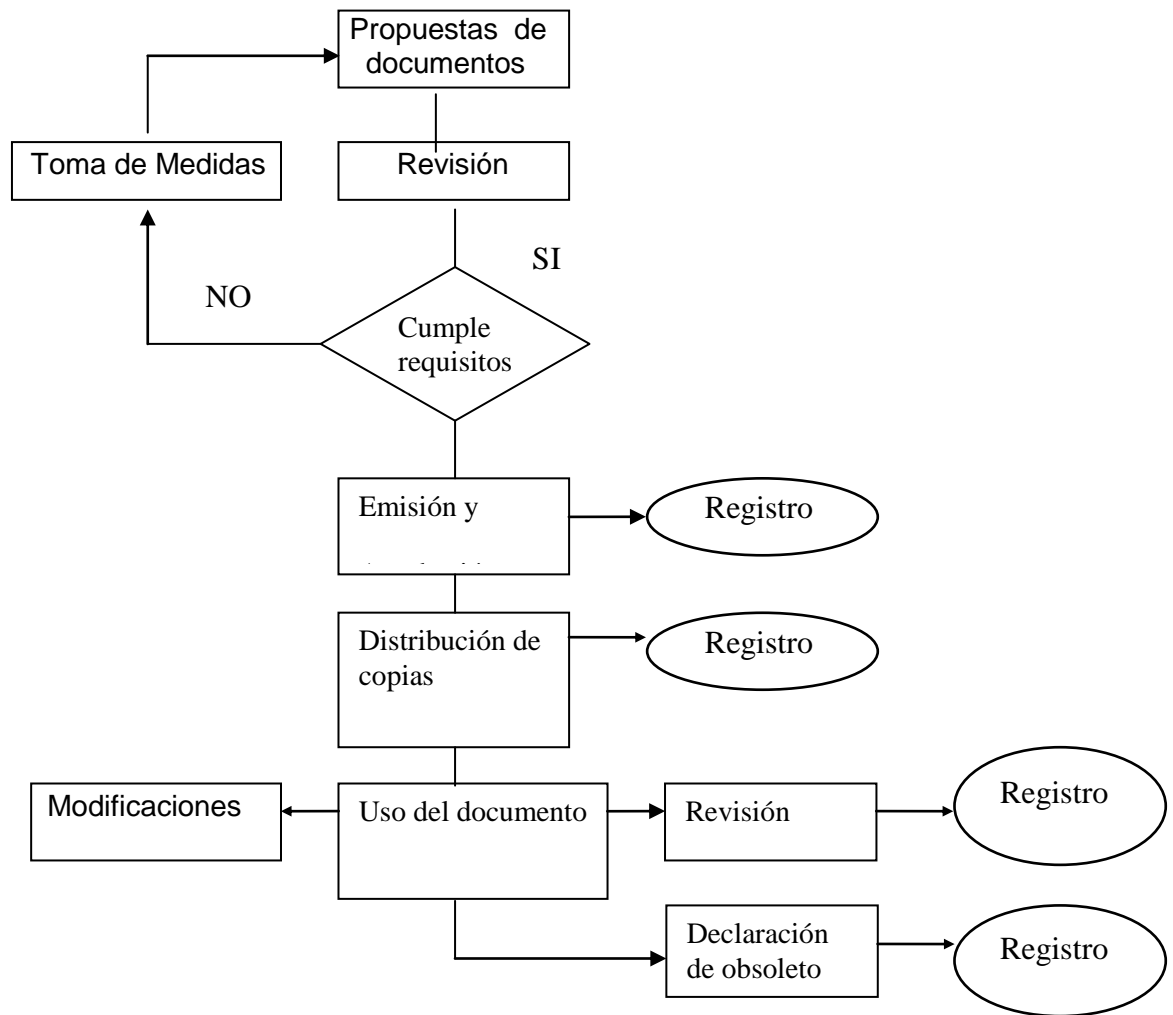 Propuestas de
documentos
Toma de Medidas
Revisión
SI
NO
Cumple
requisitos
Emisión y
Registro
Distribución de
copias
Registro
Modificaciones
Uso del documento
Revisión
Registro
Declaración
de obsoleto
Registro